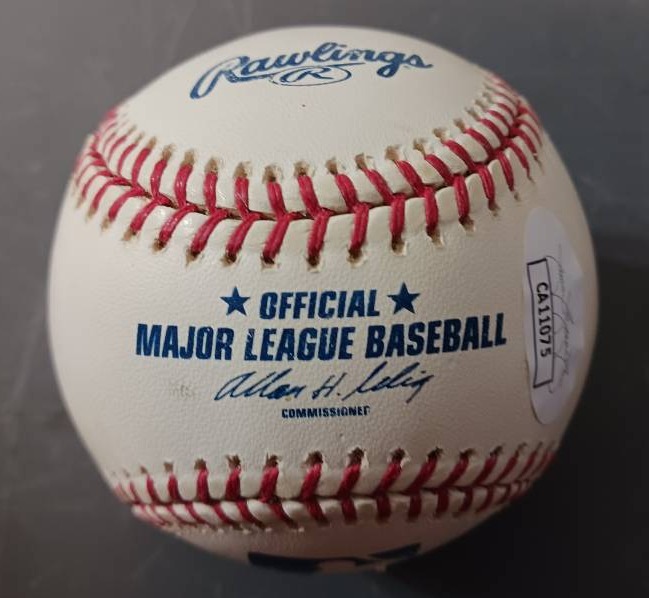 Rawlings
R
★ OFFICIAL ★
MAJOR LEAGUE BASEBALL
Allan H. Selig
COMMISSIONER
CA11075